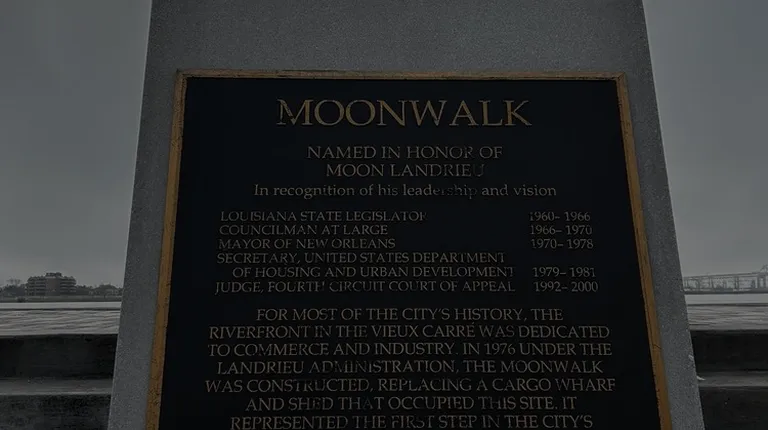 MOONWALK
NAMED IN HONOR OF
MOON LANDRIEU
In recognition of his leadership and vision
LOUISIANA STATE LEGISLATOR 1960–1966
COUNCILMAN AT LARGE 1966–1970
MAYOR OF NEW ORLEANS 1970–1978
SECRETARY, UNITED STATES DEPARTMENT
OF HOUSING AND URBAN DEVELOPMENT 1979–1981
JUDGE, FOURTH CIRCUIT COURT OF APPEAL 1992–2000
FOR MOST OF THE CITY'S HISTORY, THE
RIVERFRONT IN THE VIEUX CARRÉ WAS DEDICATED
TO COMMERCE AND INDUSTRY. IN 1976 UNDER THE
LANDRIEU ADMINISTRATION, THE MOONWALK
WAS CONSTRUCTED, REPLACING A CARGO WHARF
AND SHED THAT OCCUPIED THIS SITE. IT
REPRESENTED THE FIRST STEP IN THE CITY'S